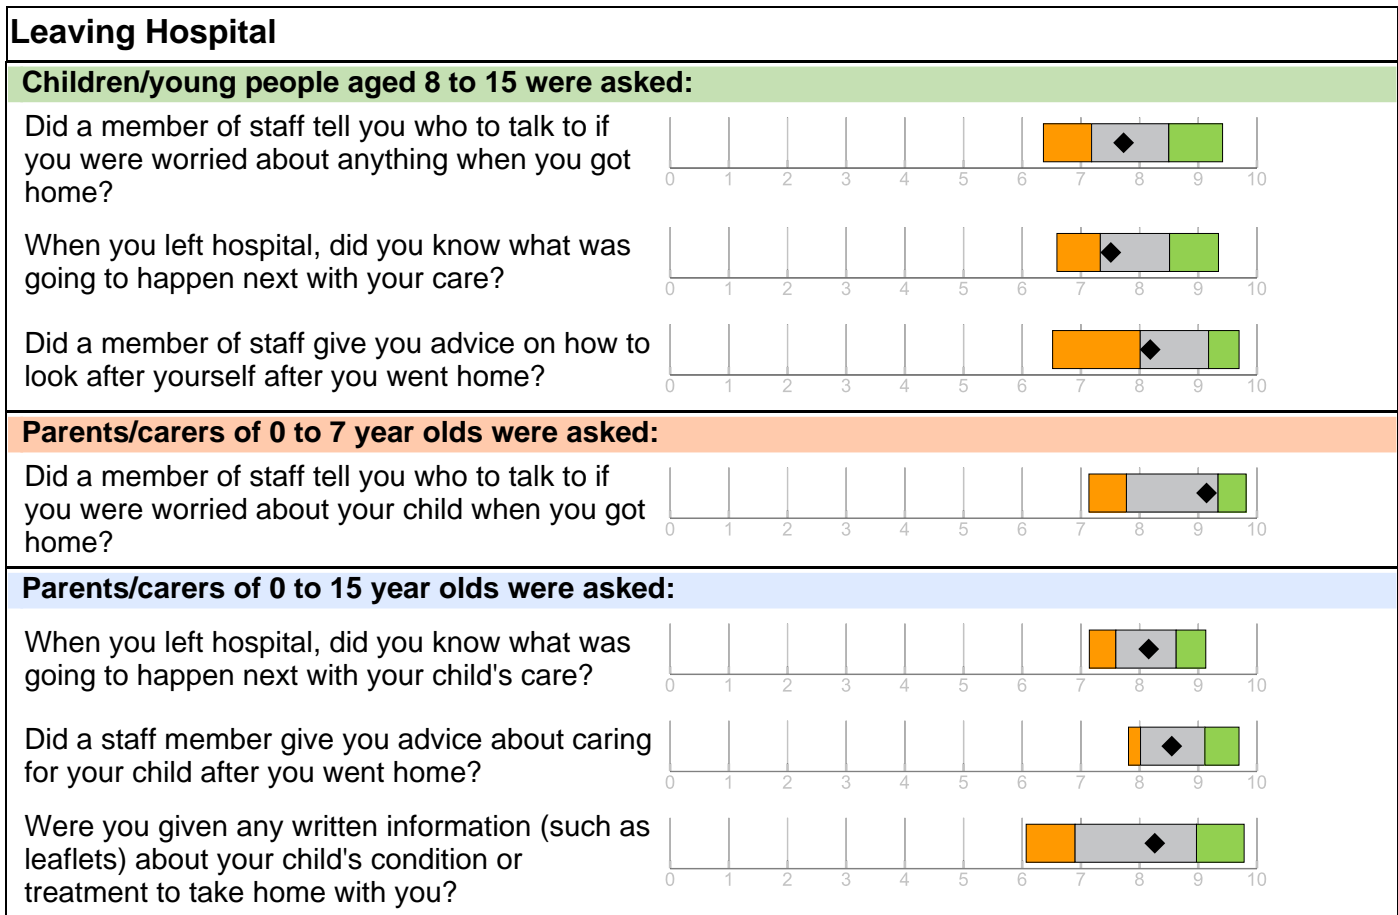 Leaving Hospital
Children/young people aged 8 to 15 were asked:
Did a member of staff tell you who to talk to if
you were worried about anything when you got
home?
0 1 2 3 4 5 6 7 8 9 10
When you left hospital, did you know what was
going to happen next with your care?
0 1 2 3 4 5 6 7 8 9 10
Did a member of staff give you advice on how to
look after yourself after you went home?
0 1 2 3 4 5 6 7 8 9 10
Parents/carers of 0 to 7 year olds were asked:
Did a member of staff tell you who to talk to if
you were worried about your child when you got
home?
0 1 2 3 4 5 6 7 8 9 10
Parents/carers of 0 to 15 year olds were asked:
When you left hospital, did you know what was
going to happen next with your child's care?
0 1 2 3 4 5 6 7 8 9 10
Did a staff member give you advice about caring
for your child after you went home?
0 1 2 3 4 5 6 7 8 9 10
Were you given any written information (such as
leaflets) about your child's condition or
treatment to take home with you?
0 1 2 3 4 5 6 7 8 9 10